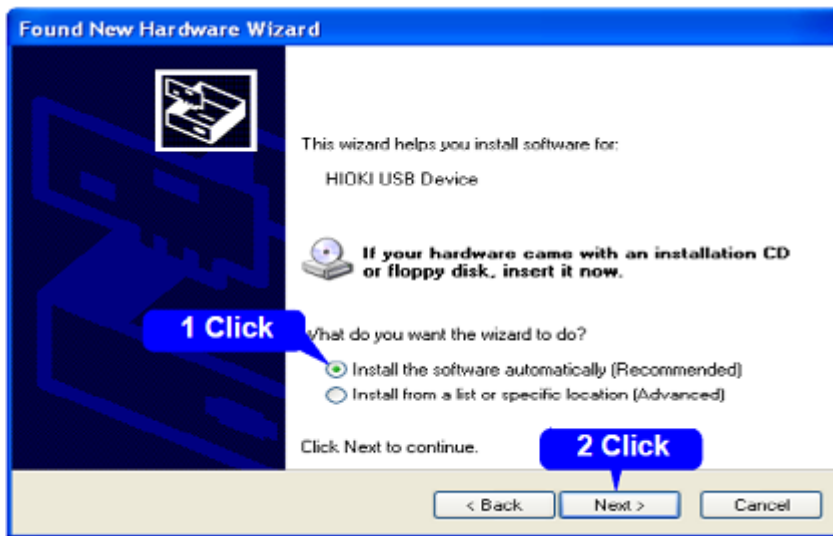 Found New Hardware Wizard
This wizard helps you install software for:
HIOKI USB Device
If your hardware came with an installation CD
or floppy disk, insert it now.
1 Click
What do you want the wizard to do?
Install the software automatically (Recommended)
Install from a list or specific location (Advanced)
Click Next to continue.
2 Click
< Back
Next >
Cancel